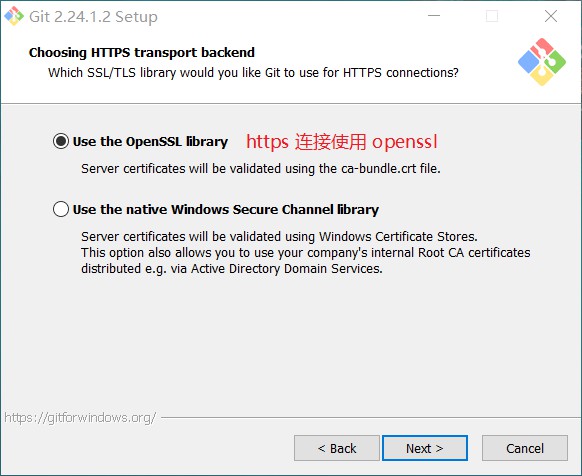 Git 2.24.1.2 Setup
Choosing HTTPS transport backend
Which SSL/TLS library would you like Git to use for HTTPS connections?
Use the OpenSSL library https 连接使用 openssl
Server certificates will be validated using the ca-bundle.crt file.
Use the native Windows Secure Channel library
Server certificates will be validated using Windows Certificate Stores.
This option also allows you to use your company's internal Root CA certificates
distributed e.g. via Active Directory Domain Services.
https://gitforwindows.org/
< Back Next > Cancel